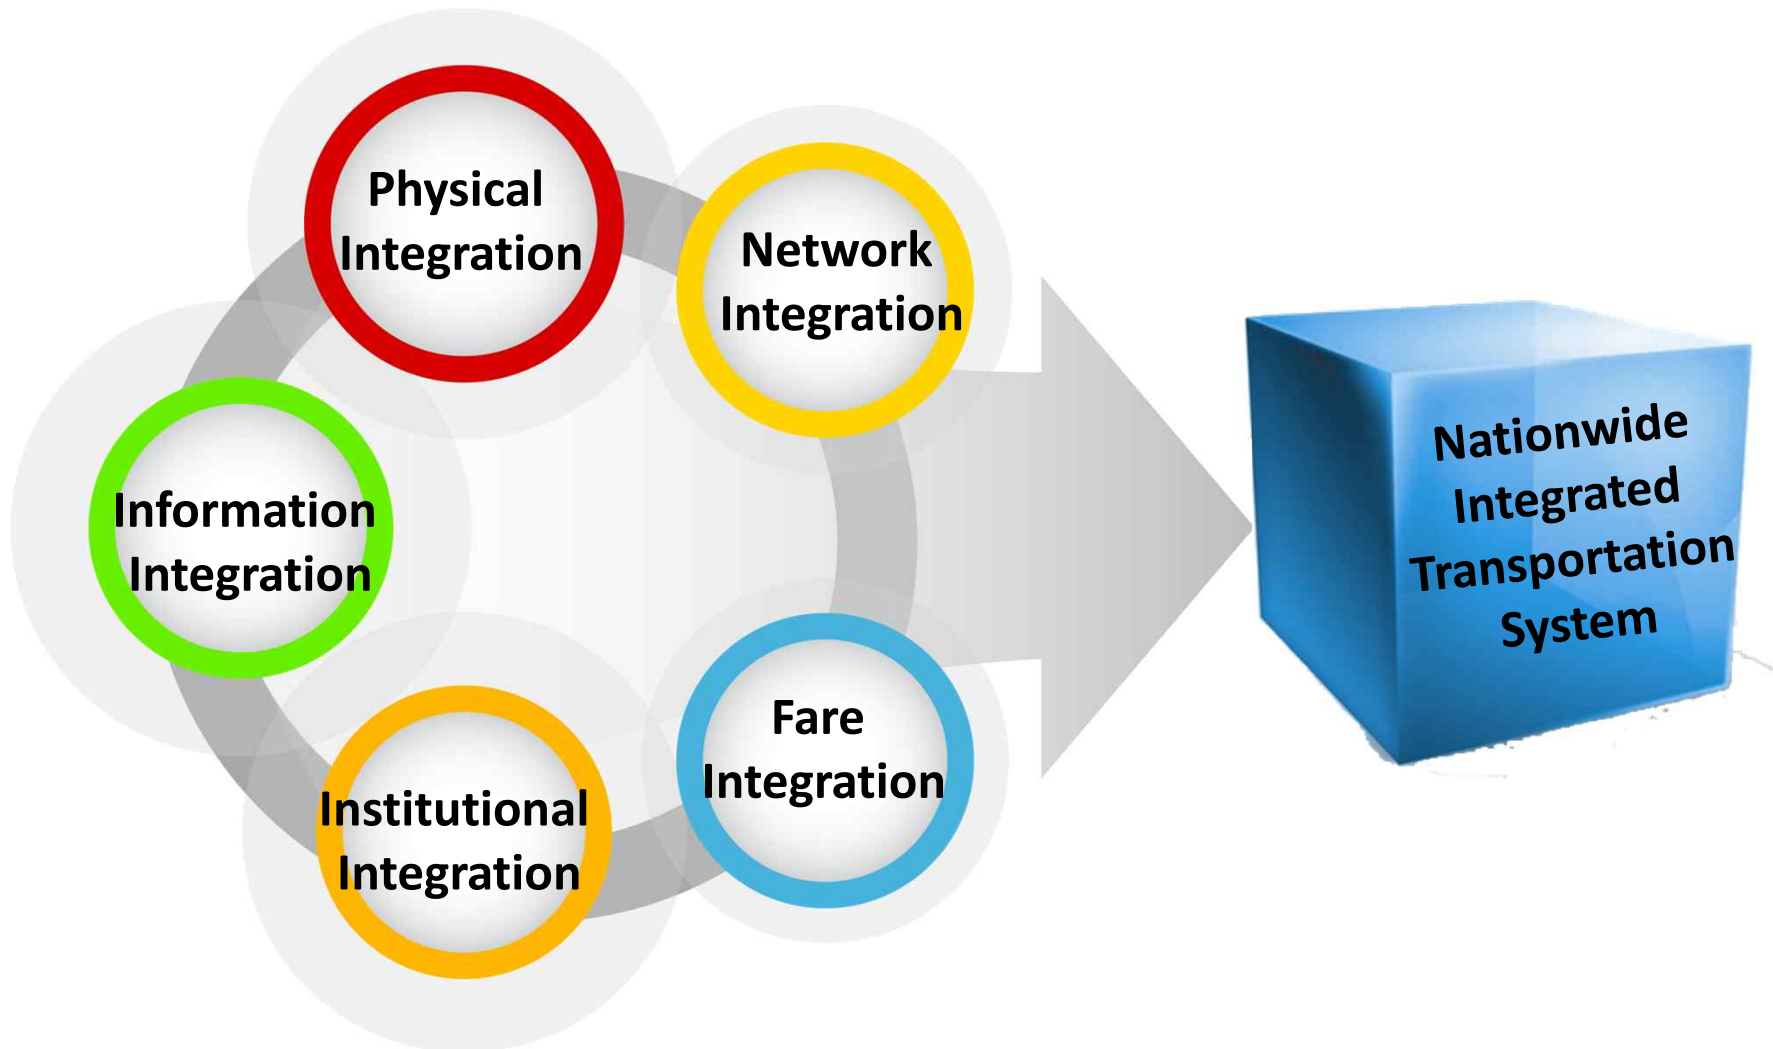 Physical
Integration
Network
Integration
Information
Integration
Institutional
Integration
Fare
Integration
Nationwide
Integrated
Transportation
System